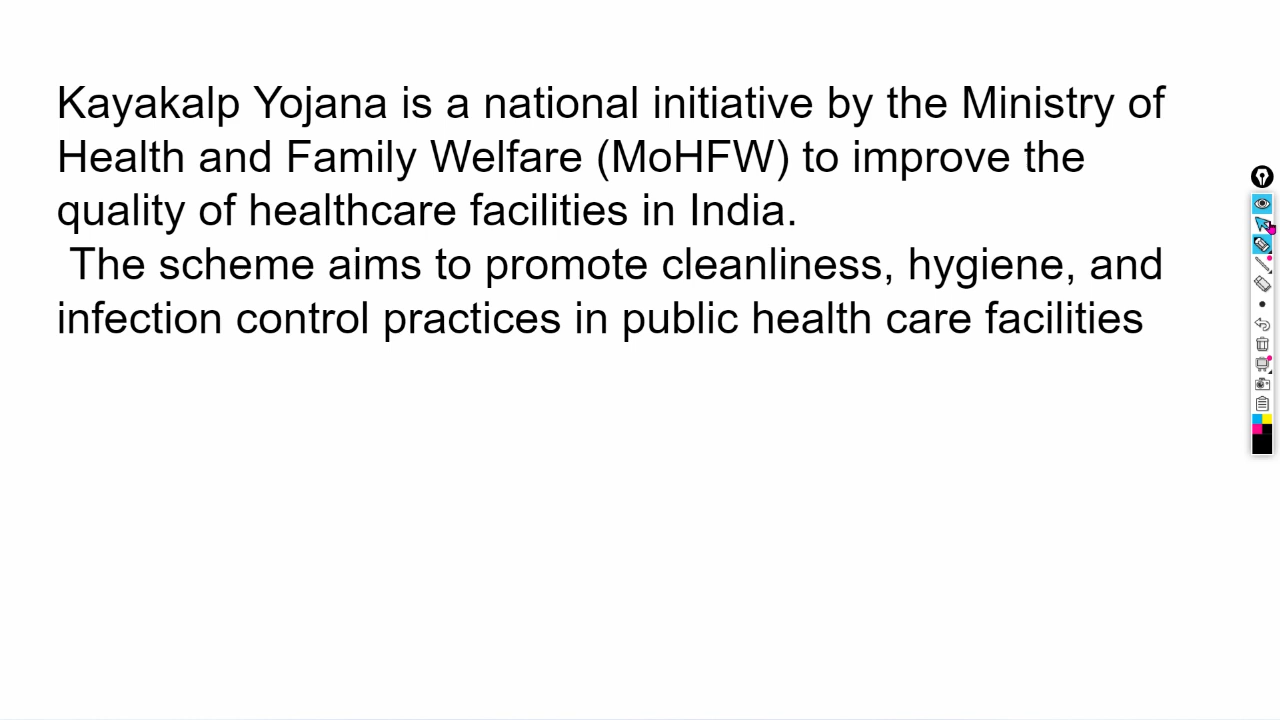 Kayakalp Yojana is a national initiative by the Ministry of
Health and Family Welfare (MoHFW) to improve the
quality of healthcare facilities in India.
The scheme aims to promote cleanliness, hygiene, and
infection control practices in public health care facilities